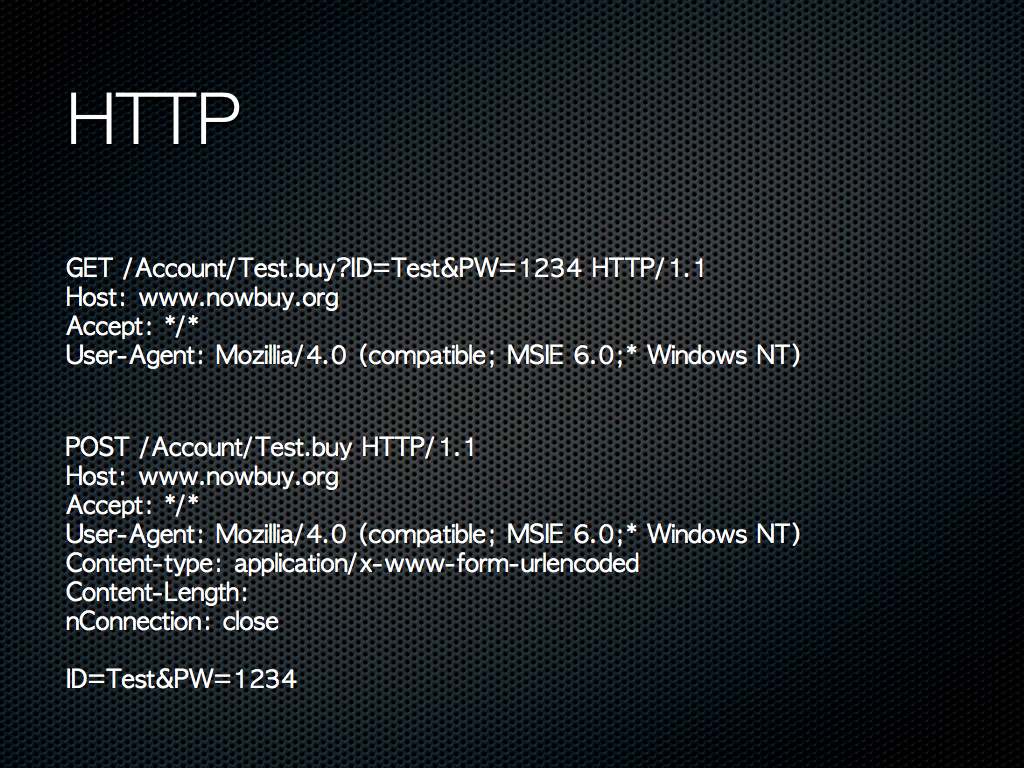 HTTP
GET /Account/Test.buy?ID=Test&PW=1234 HTTP/1.1
Host: www.nowbuy.org
Accept: */*
User-Agent: Mozillia/4.0 (compatible; MSIE 6.0;* Windows NT)
POST /Account/Test.buy HTTP/1.1
Host: www.nowbuy.org
Accept: */*
User-Agent: Mozillia/4.0 (compatible; MSIE 6.0;* Windows NT)
Content-type: application/x-www-form-urlencoded
Content-Length:
nConnection: close
ID=Test&PW=1234